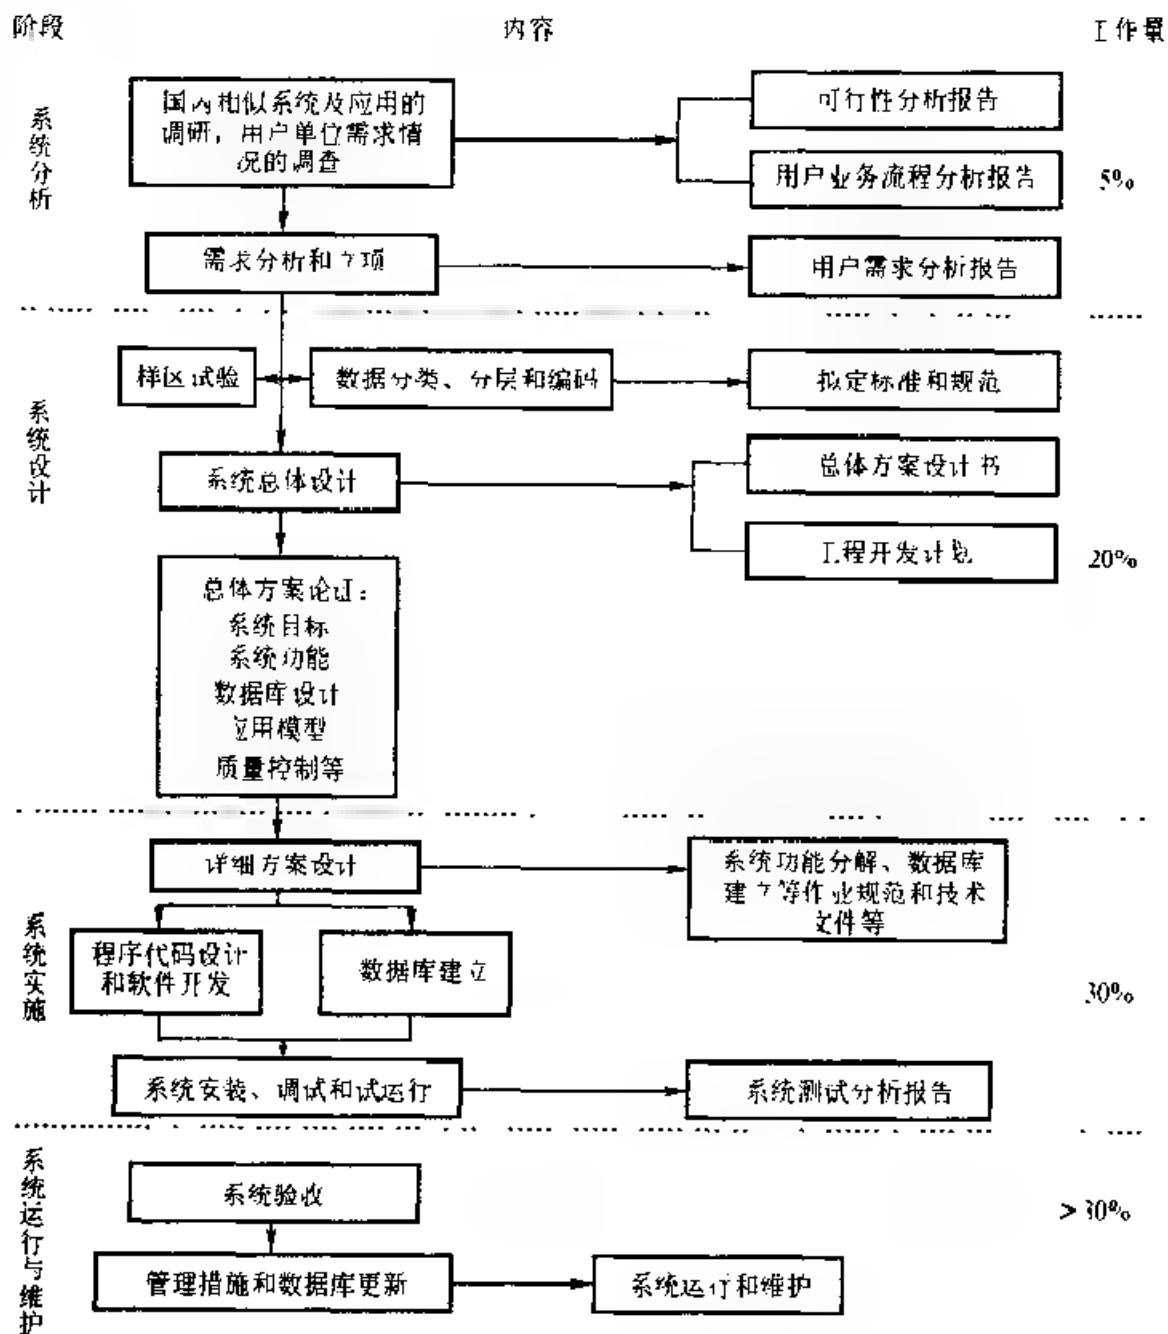 阶段
内容
工作量
系统分析
国内相似系统及应用的
调研，用户单位需求情
况的调查
可行性分析报告
用户业务流程分析报告
5%
需求分析和立项
用户需求分析报告
系统设计
样区试验
数据分类、分层和编码
拟定标准和规范
系统总体设计
总体方案设计书
工程开发计划
20%
总体方案论证：
系统目标
系统功能
数据库设计
应用模型
质量控制等
系统实施
详细方案设计
系统功能分解、数据库
建立等作业规范和技术
文件等
程序代码设计
和软件开发
数据库建立
30%
系统安装、调试和试运行
系统测试分析报告
系统运行与维护
系统验收
>30%
管理措施和数据库更新
系统运行和维护